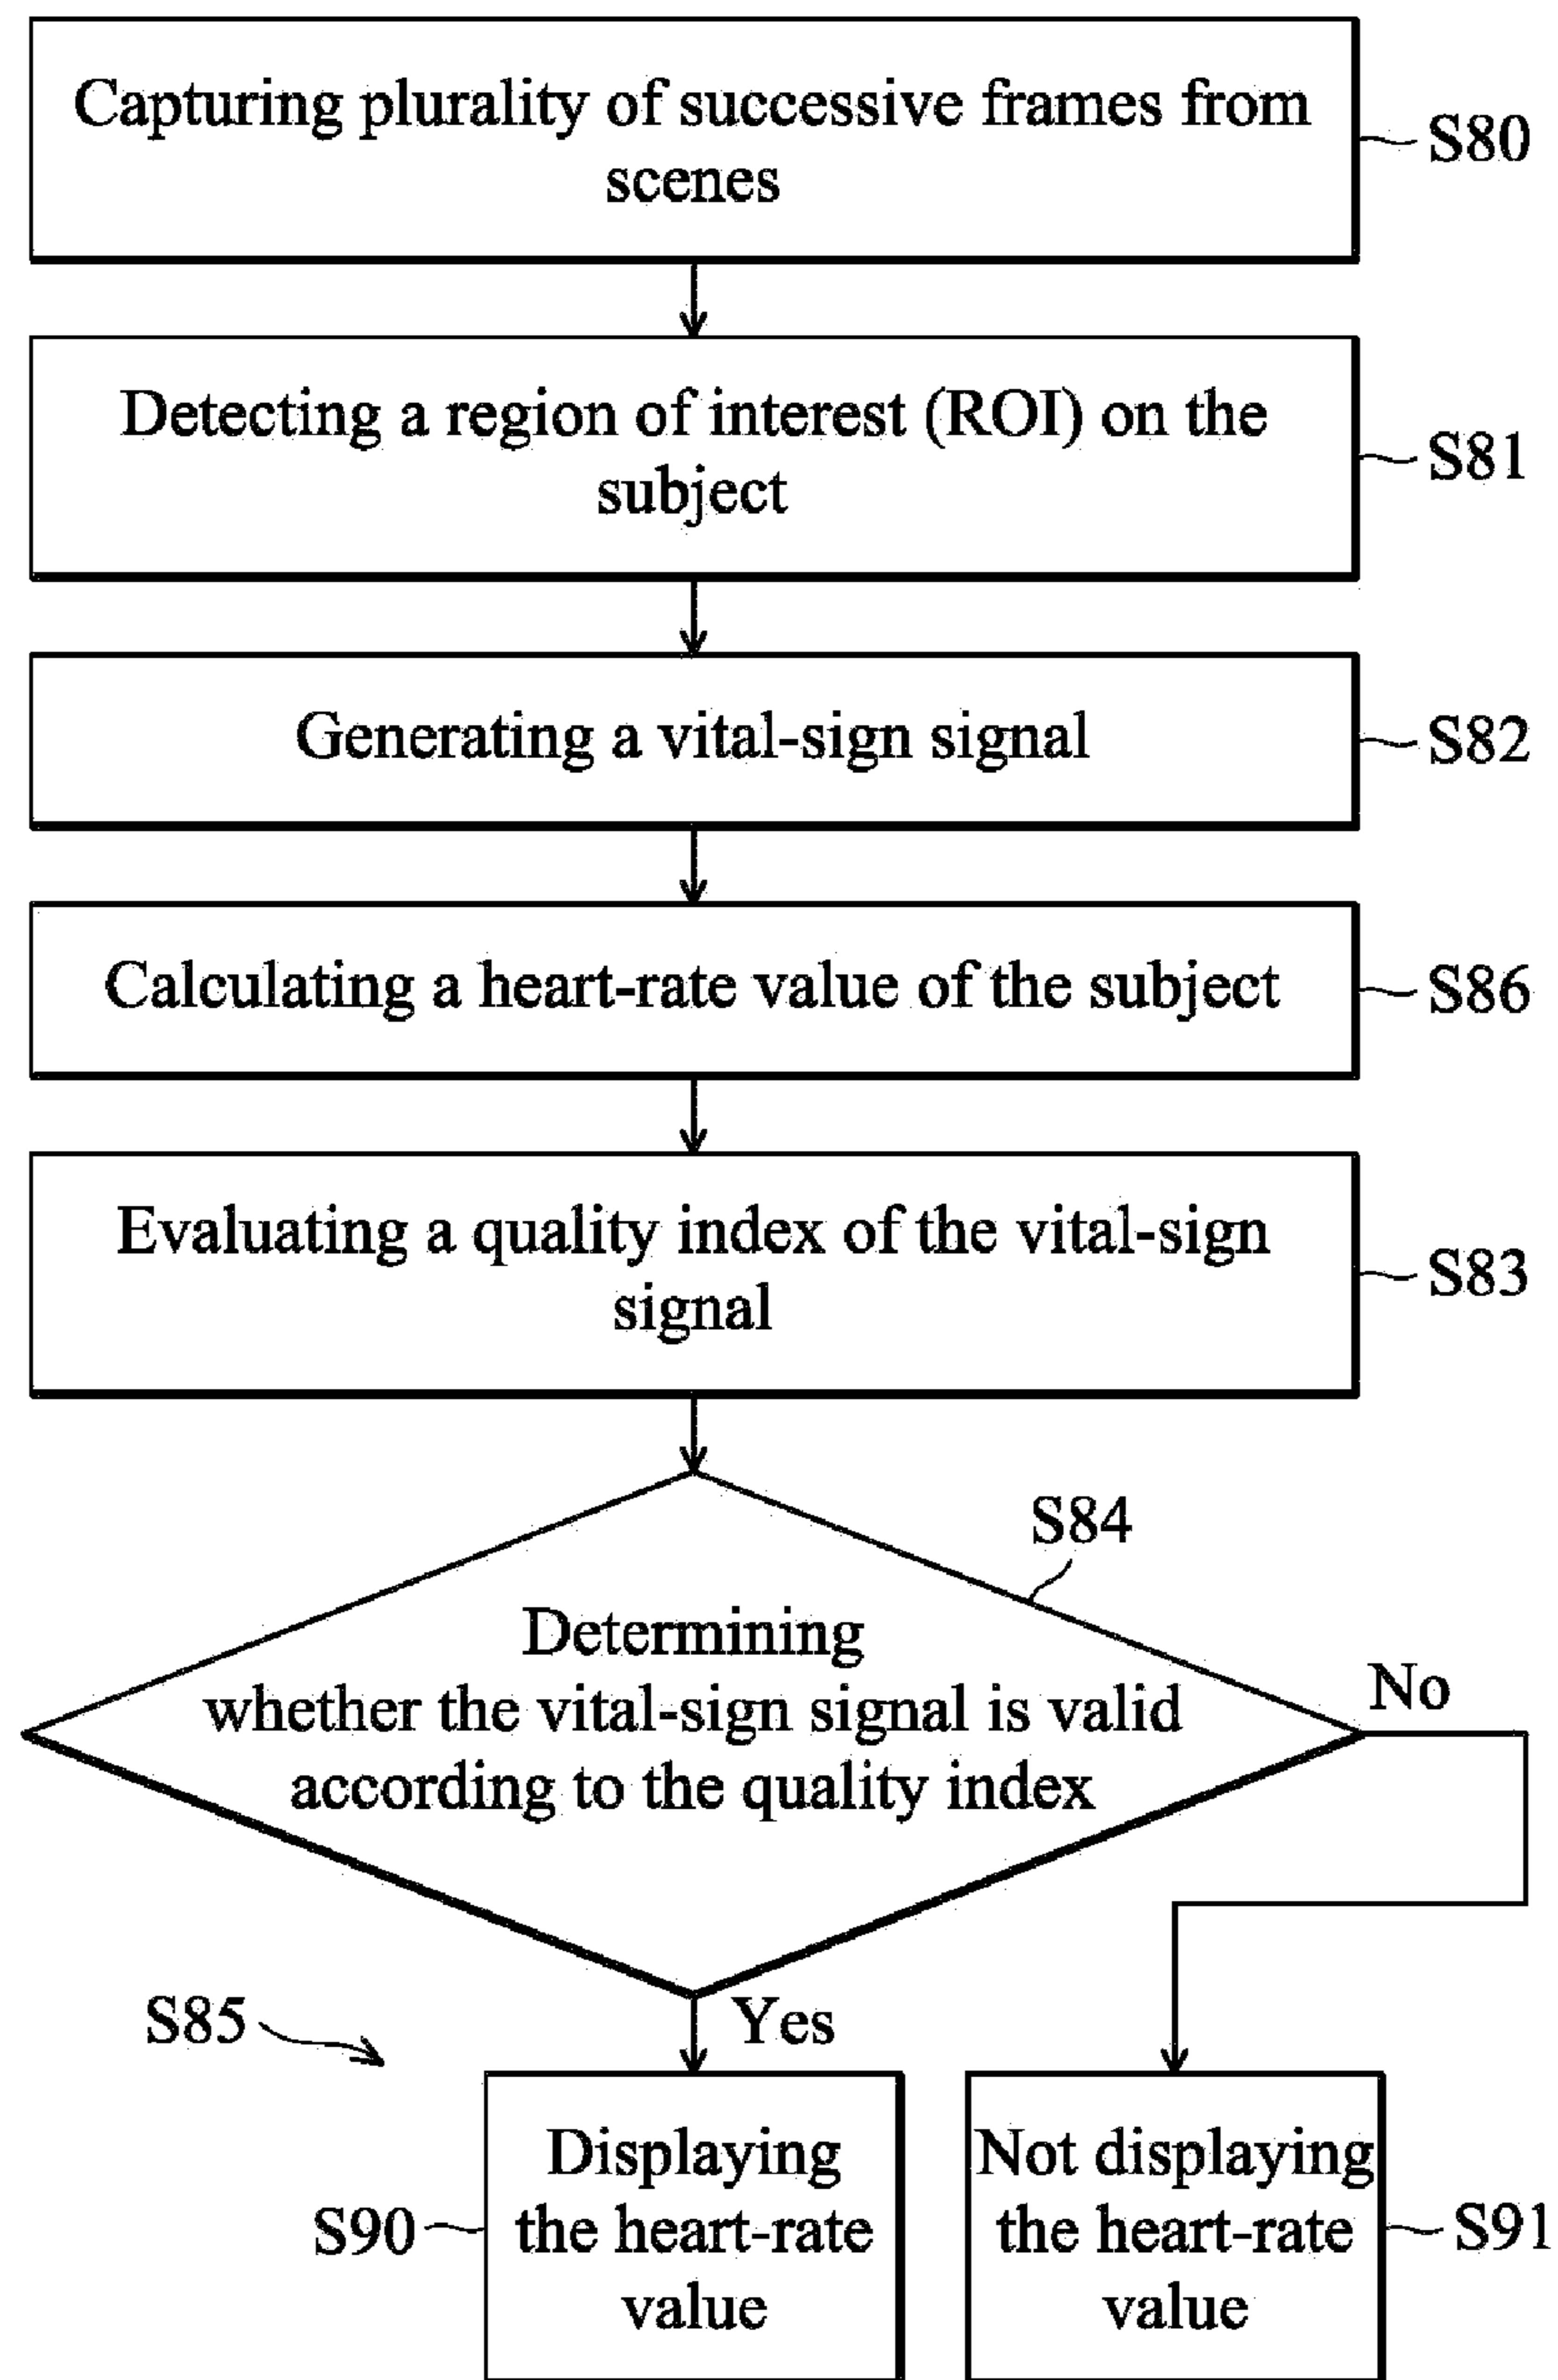 Capturing plurality of successive frames from
scenes
S80
Detecting a region of interest (ROI) on the
subject
S81
Generating a vital-sign signal
S82
Calculating a heart-rate value of the subject
S86
Evaluating a quality index of the vital-sign
signal
S83
S84
Determining
whether the vital-sign signal is valid
according to the quality index
No
S85
Yes
Displaying
the heart-rate
value
S90
Not displaying
the heart-rate
value
S91